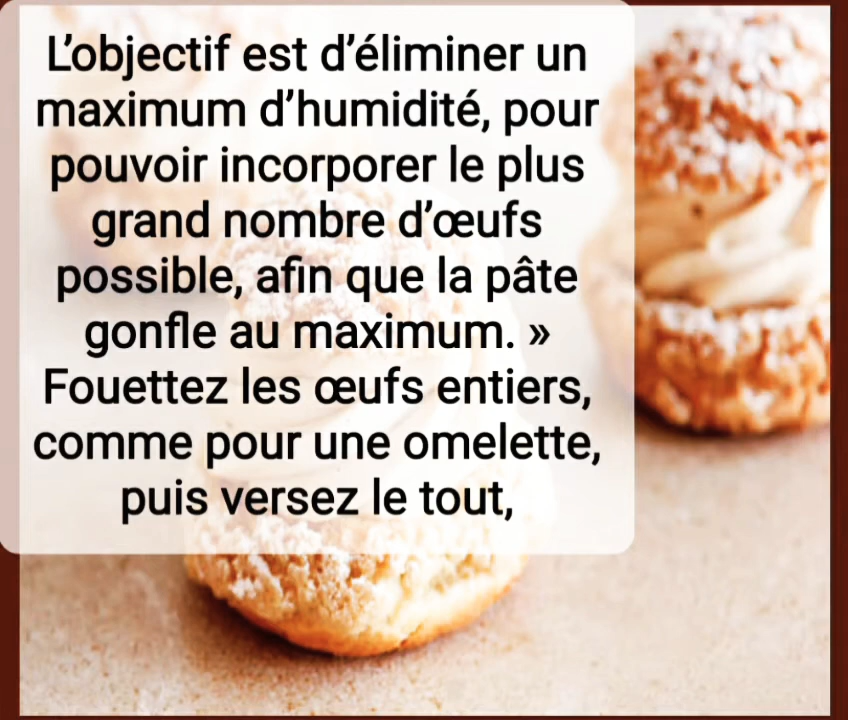 L'objectif est d'éliminer un
maximum d'humidité, pour
pouvoir incorporer le plus
grand nombre d'œufs
possible, afin que la pâte
gonfle au maximum. »
Fouettez les œufs entiers,
comme pour une omelette,
puis versez le tout,